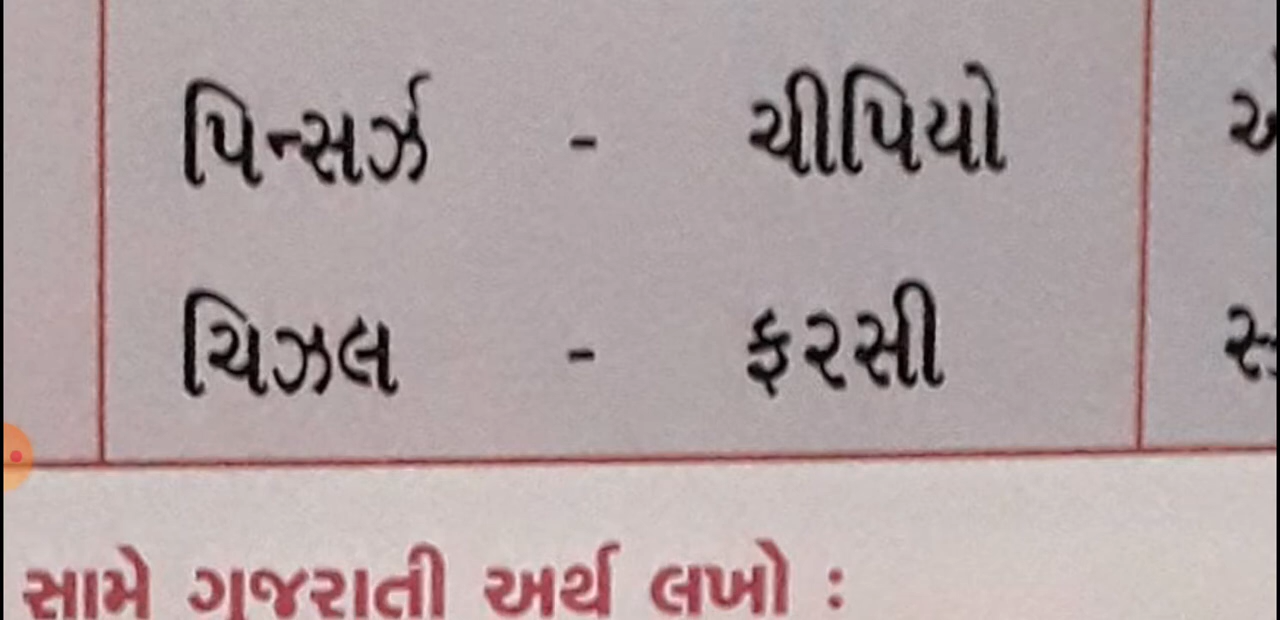 પિન્સર્ઝ - ચીપિયો
ચિઝલ - ફરસી
સામે ગુજરાતી અર્થ લખો :